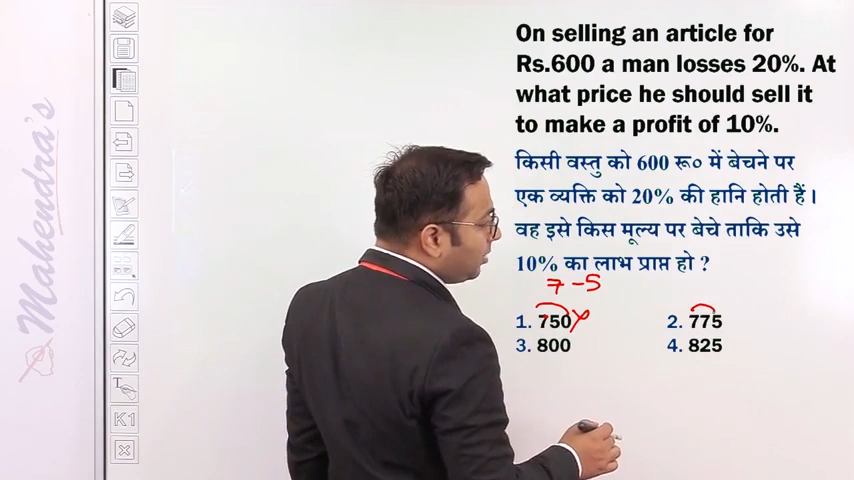 Mahendra's
On selling an article for
Rs.600 a man losses 20%. At
what price he should sell it
to make a profit of 10%.
किसी वस्तु को 600 रू० में बेचने पर
एक व्यक्ति को 20% की हानि होती हैं।
वह इसे किस मूल्य पर बेचे ताकि उसे
10% का लाभ प्राप्त हो ?
7 - 5
1. 750 2. 775
3. 800 4. 825
T
K1